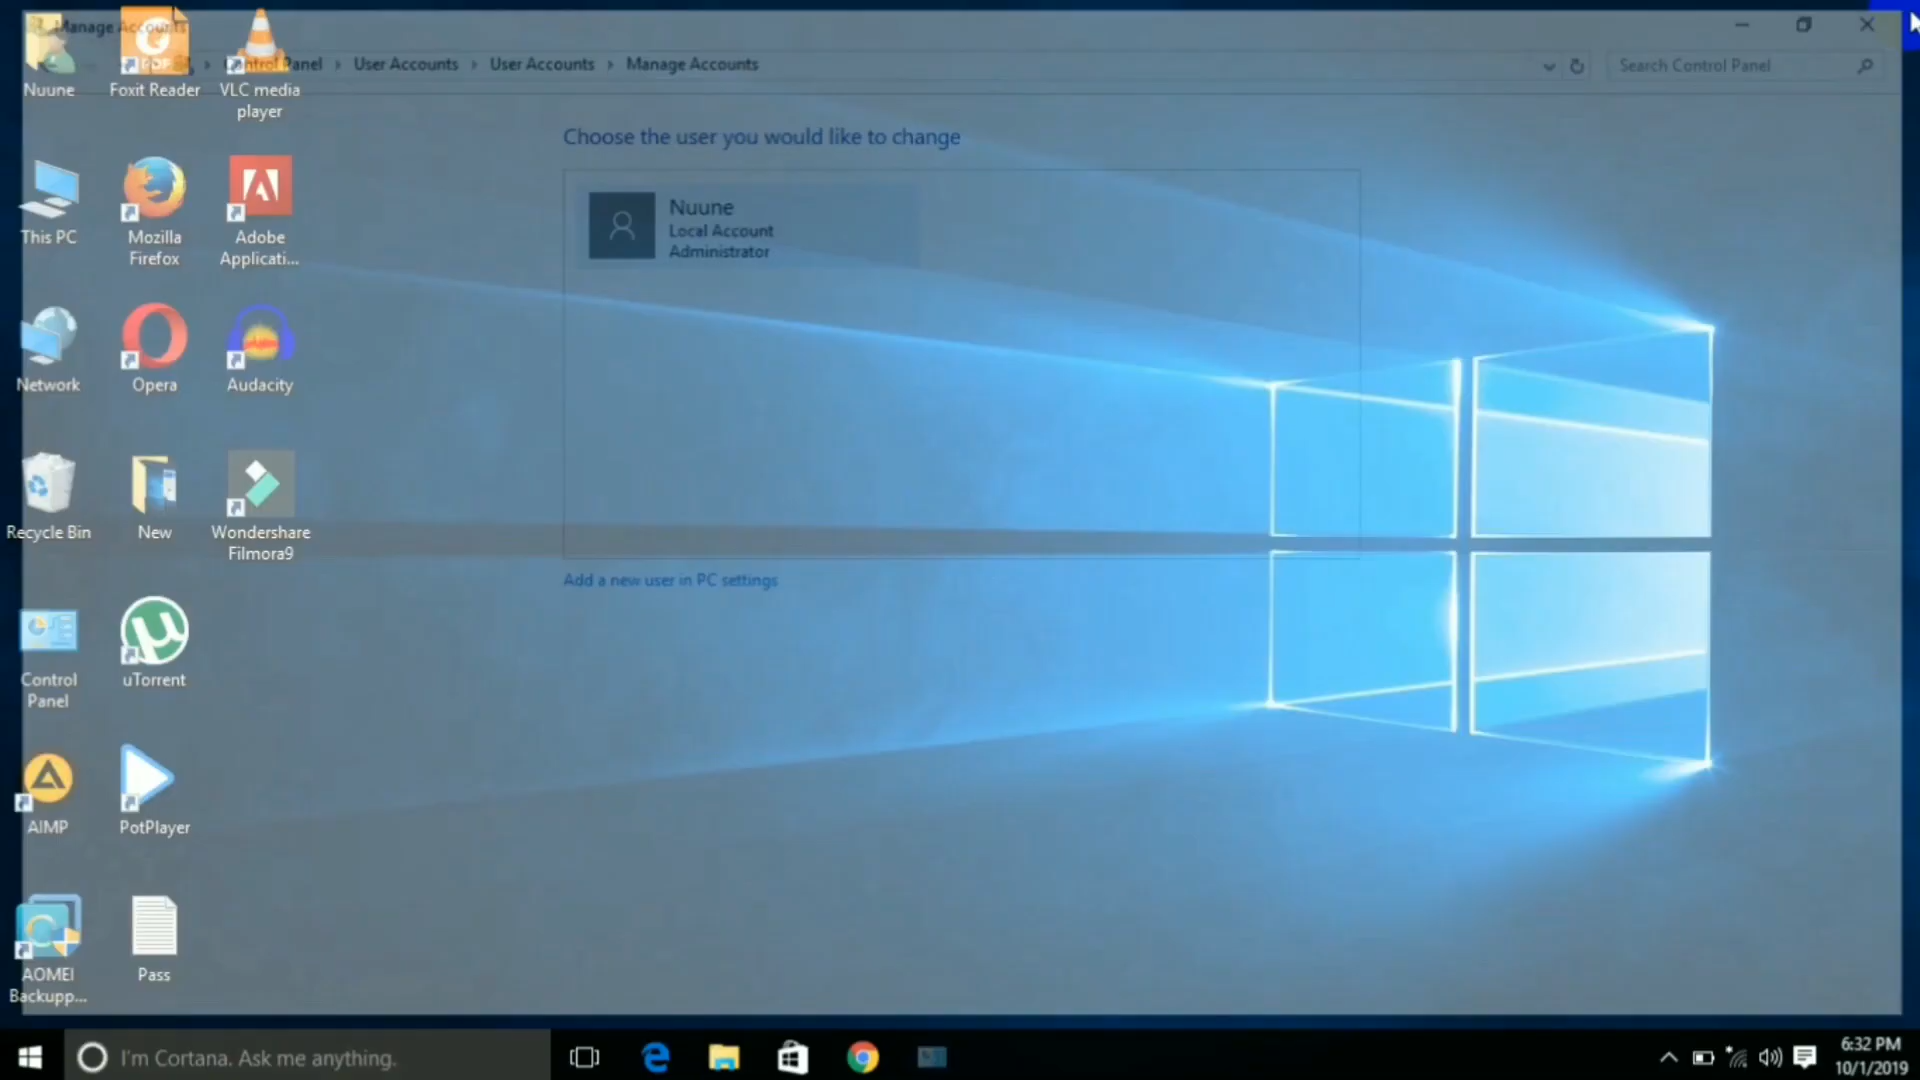 Manage Accounts
Control Panel
User Accounts
User Accounts
Manage Accounts
Search Control Panel
Choose the user you would like to change
Nuune
Local Account
Administrator
Add a new user in PC settings
Nuune
PDF
Foxit Reader
VLC media
player
This PC
Mozilla
Firefox
Adobe
Applicati...
Network
Opera
Audacity
Recycle Bin
New
Wondershare
Filmora9
Control
Panel
uTorrent
AIMP
PotPlayer
AOMEI
Backupp...
Pass
I'm Cortana. Ask me anything.
6:32 PM
10/1/2019